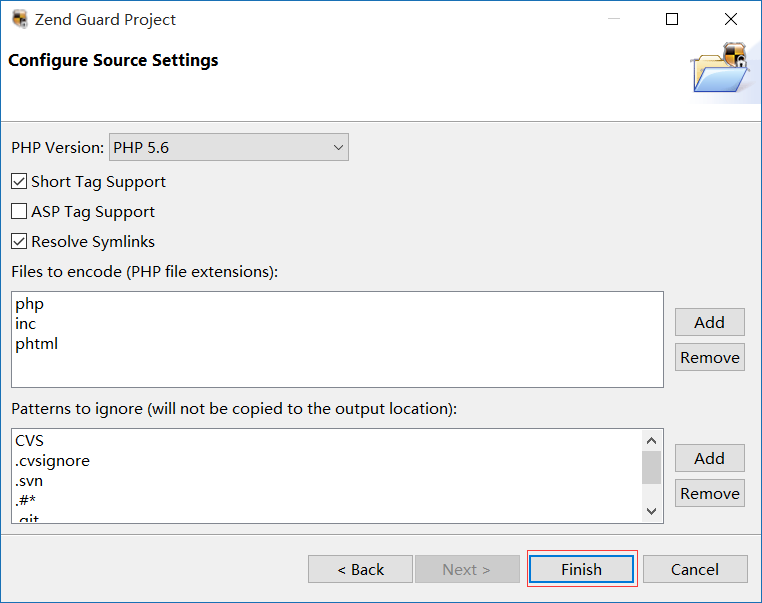 Zend Guard Project
Configure Source Settings
PHP Version: PHP 5.6
Short Tag Support
ASP Tag Support
Resolve Symlinks
Files to encode (PHP file extensions):
php
inc
phtml
Add
Remove
Patterns to ignore (will not be copied to the output location):
CVS
.cvsignore
.svn
.#*
.git
Add
Remove
< Back
Next >
Finish
Cancel